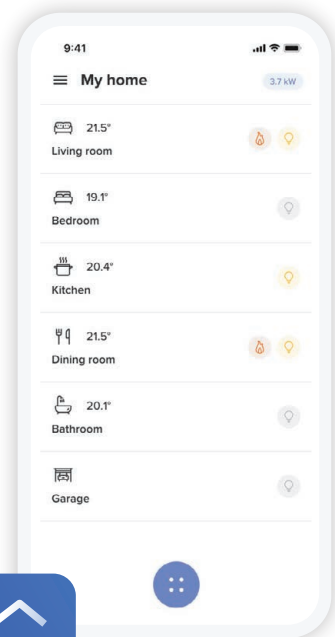 9:41
My home
3.7 kW
21.5°
Living room
19.1°
Bedroom
20.4°
Kitchen
21.5°
Dining room
20.1°
Bathroom
Garage